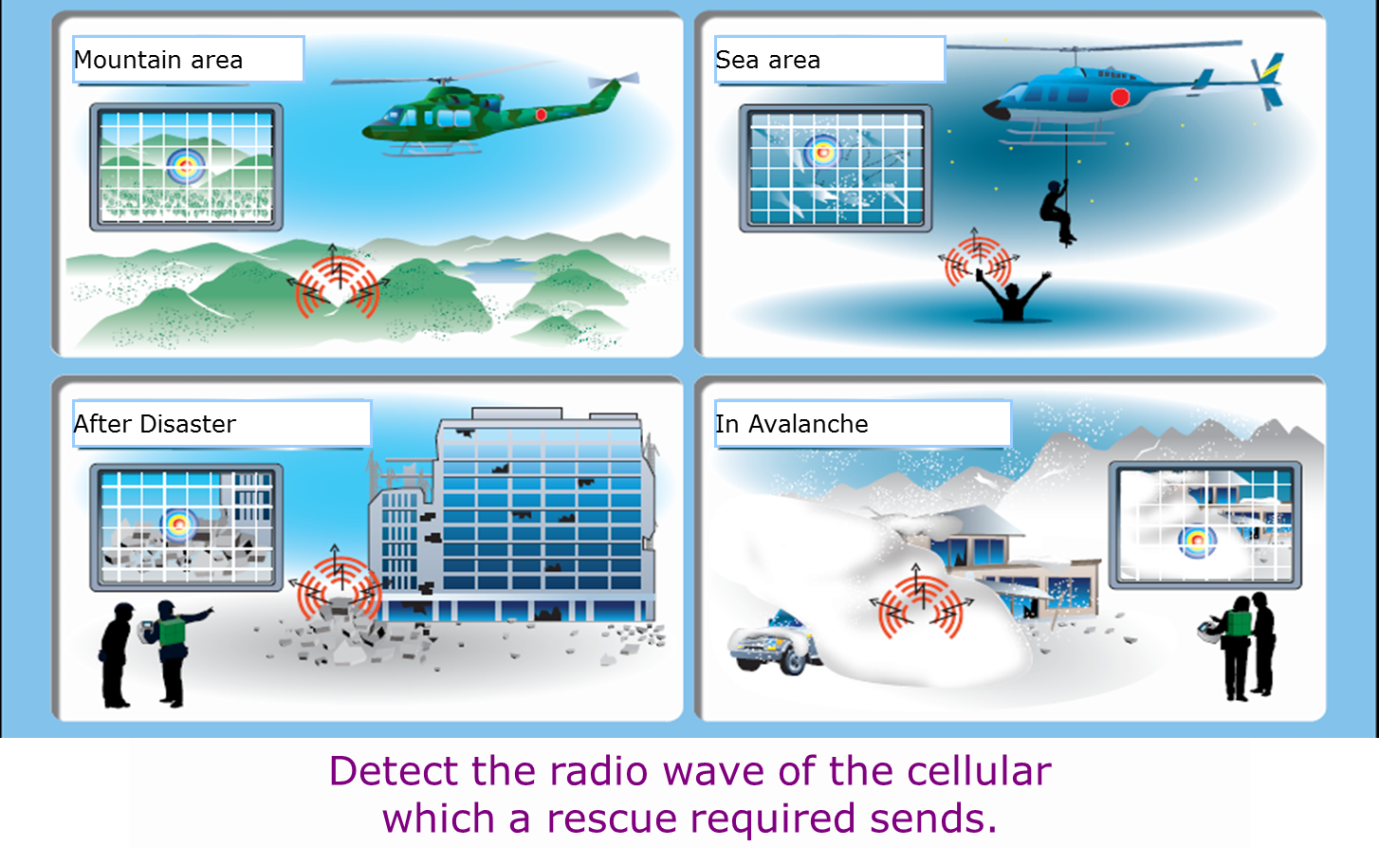 Mountain area
Sea area
After Disaster
In Avalanche
Detect the radio wave of the cellular
which a rescue required sends.